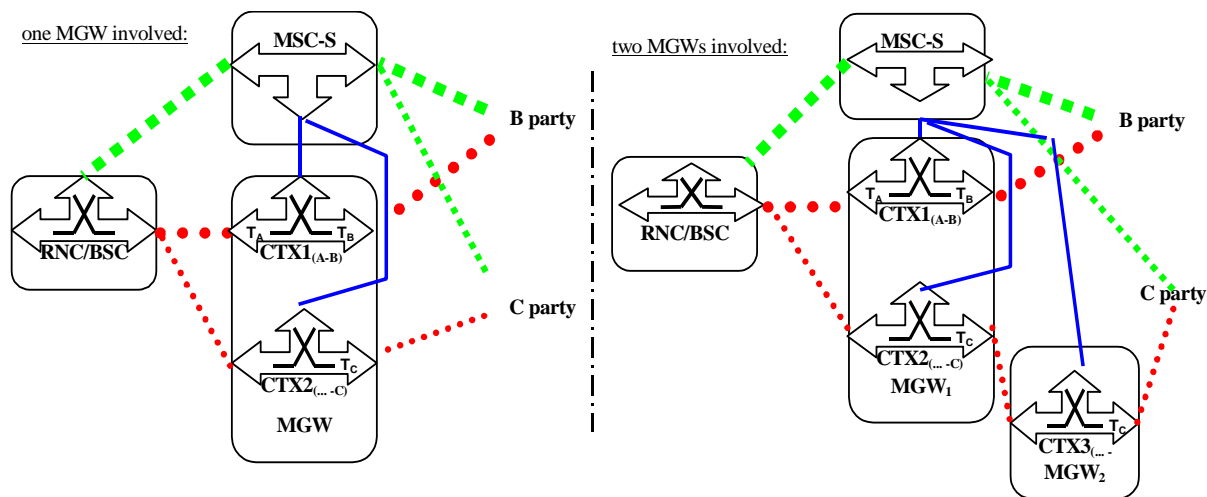 one MGW involved:
MSC-S
B party
RNC/BSC
TA TB
CTX1(A-B)
C party
TC
CTX2(... -C)
MGW
two MGWs involved:
MSC-S
B party
RNC/BSC
TA TB
CTX1(A-B)
C party
TC
CTX2(... -C)
MGW1
TC
CTX3(... -
MGW2